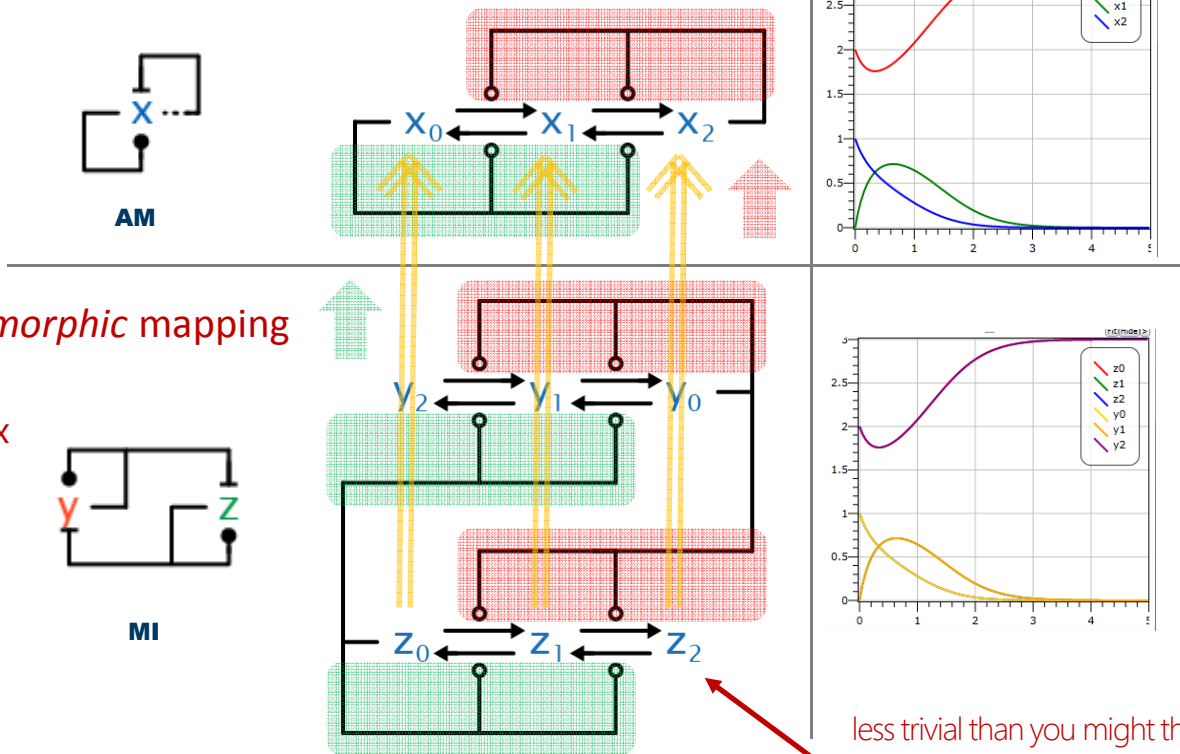 2.5
2
1.5
1
0.5
0
0 1 2 3 4
x1
x2
x
AM
x0 x1 x2
morphic mapping
x
y z
MI
y2 y1 y0
z0 z1 z2
3
2.5
2
1.5
1
0.5
0
0 1 2 3 4 5
z0
z1
z2
y0
y1
y2
less trivial than you might